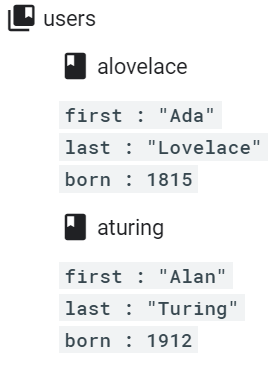 users
alovelace
first : "Ada"
last : "Lovelace"
born : 1815
aturing
first : "Alan"
last : "Turing"
born : 1912